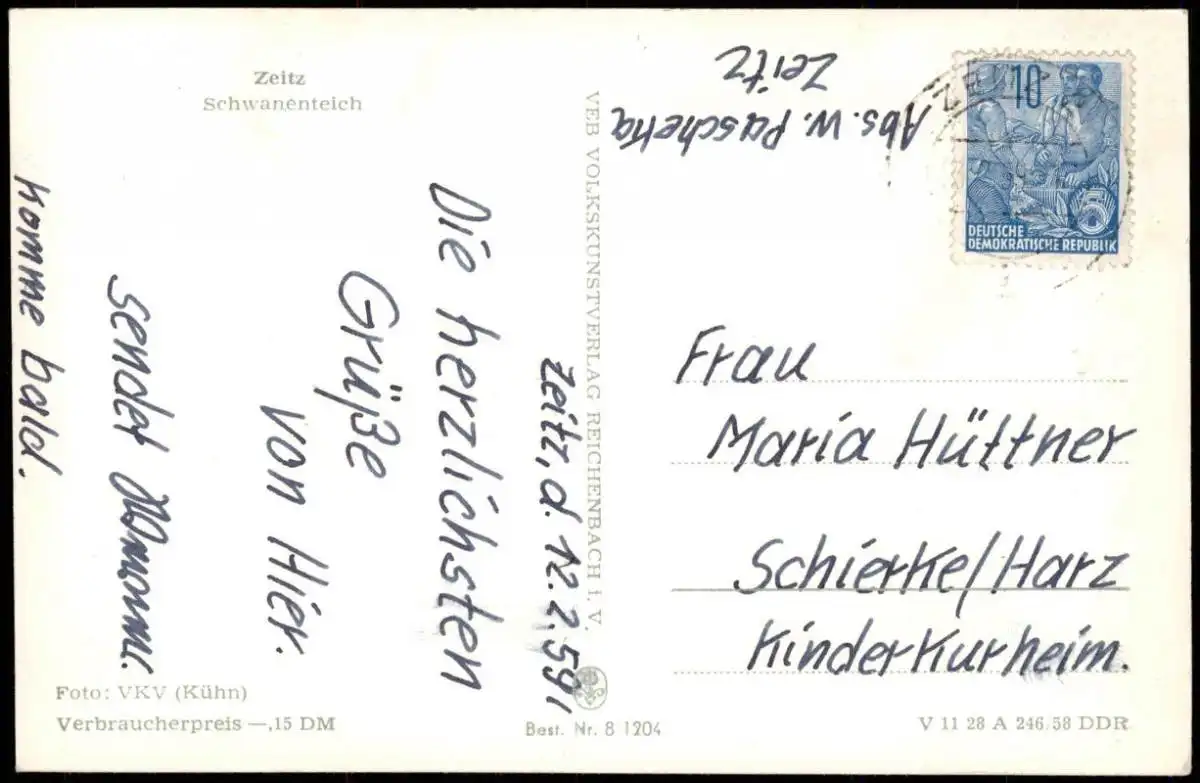 Zeitz
Schwanenteich
Zeitz, d. 12.2.59
Die herzlichsten
Grüße
von Hier.
sendet
komme bald.
Foto: VKV (Kühn)
Verbraucherpreis —,15 DM
VEB VOLKSKUNSTVERLAG REICHENBACH I. V.
Best. Nr. 8 1204
Abs. W. Paschetta
Zeitz
10
DEUTSCHE
DEMOKRATISCHE REPUBLIK
Frau
Maria Hüttner
Schierke/Harz
Kinderkurheim.
V 11 28 A 246/58 DDR